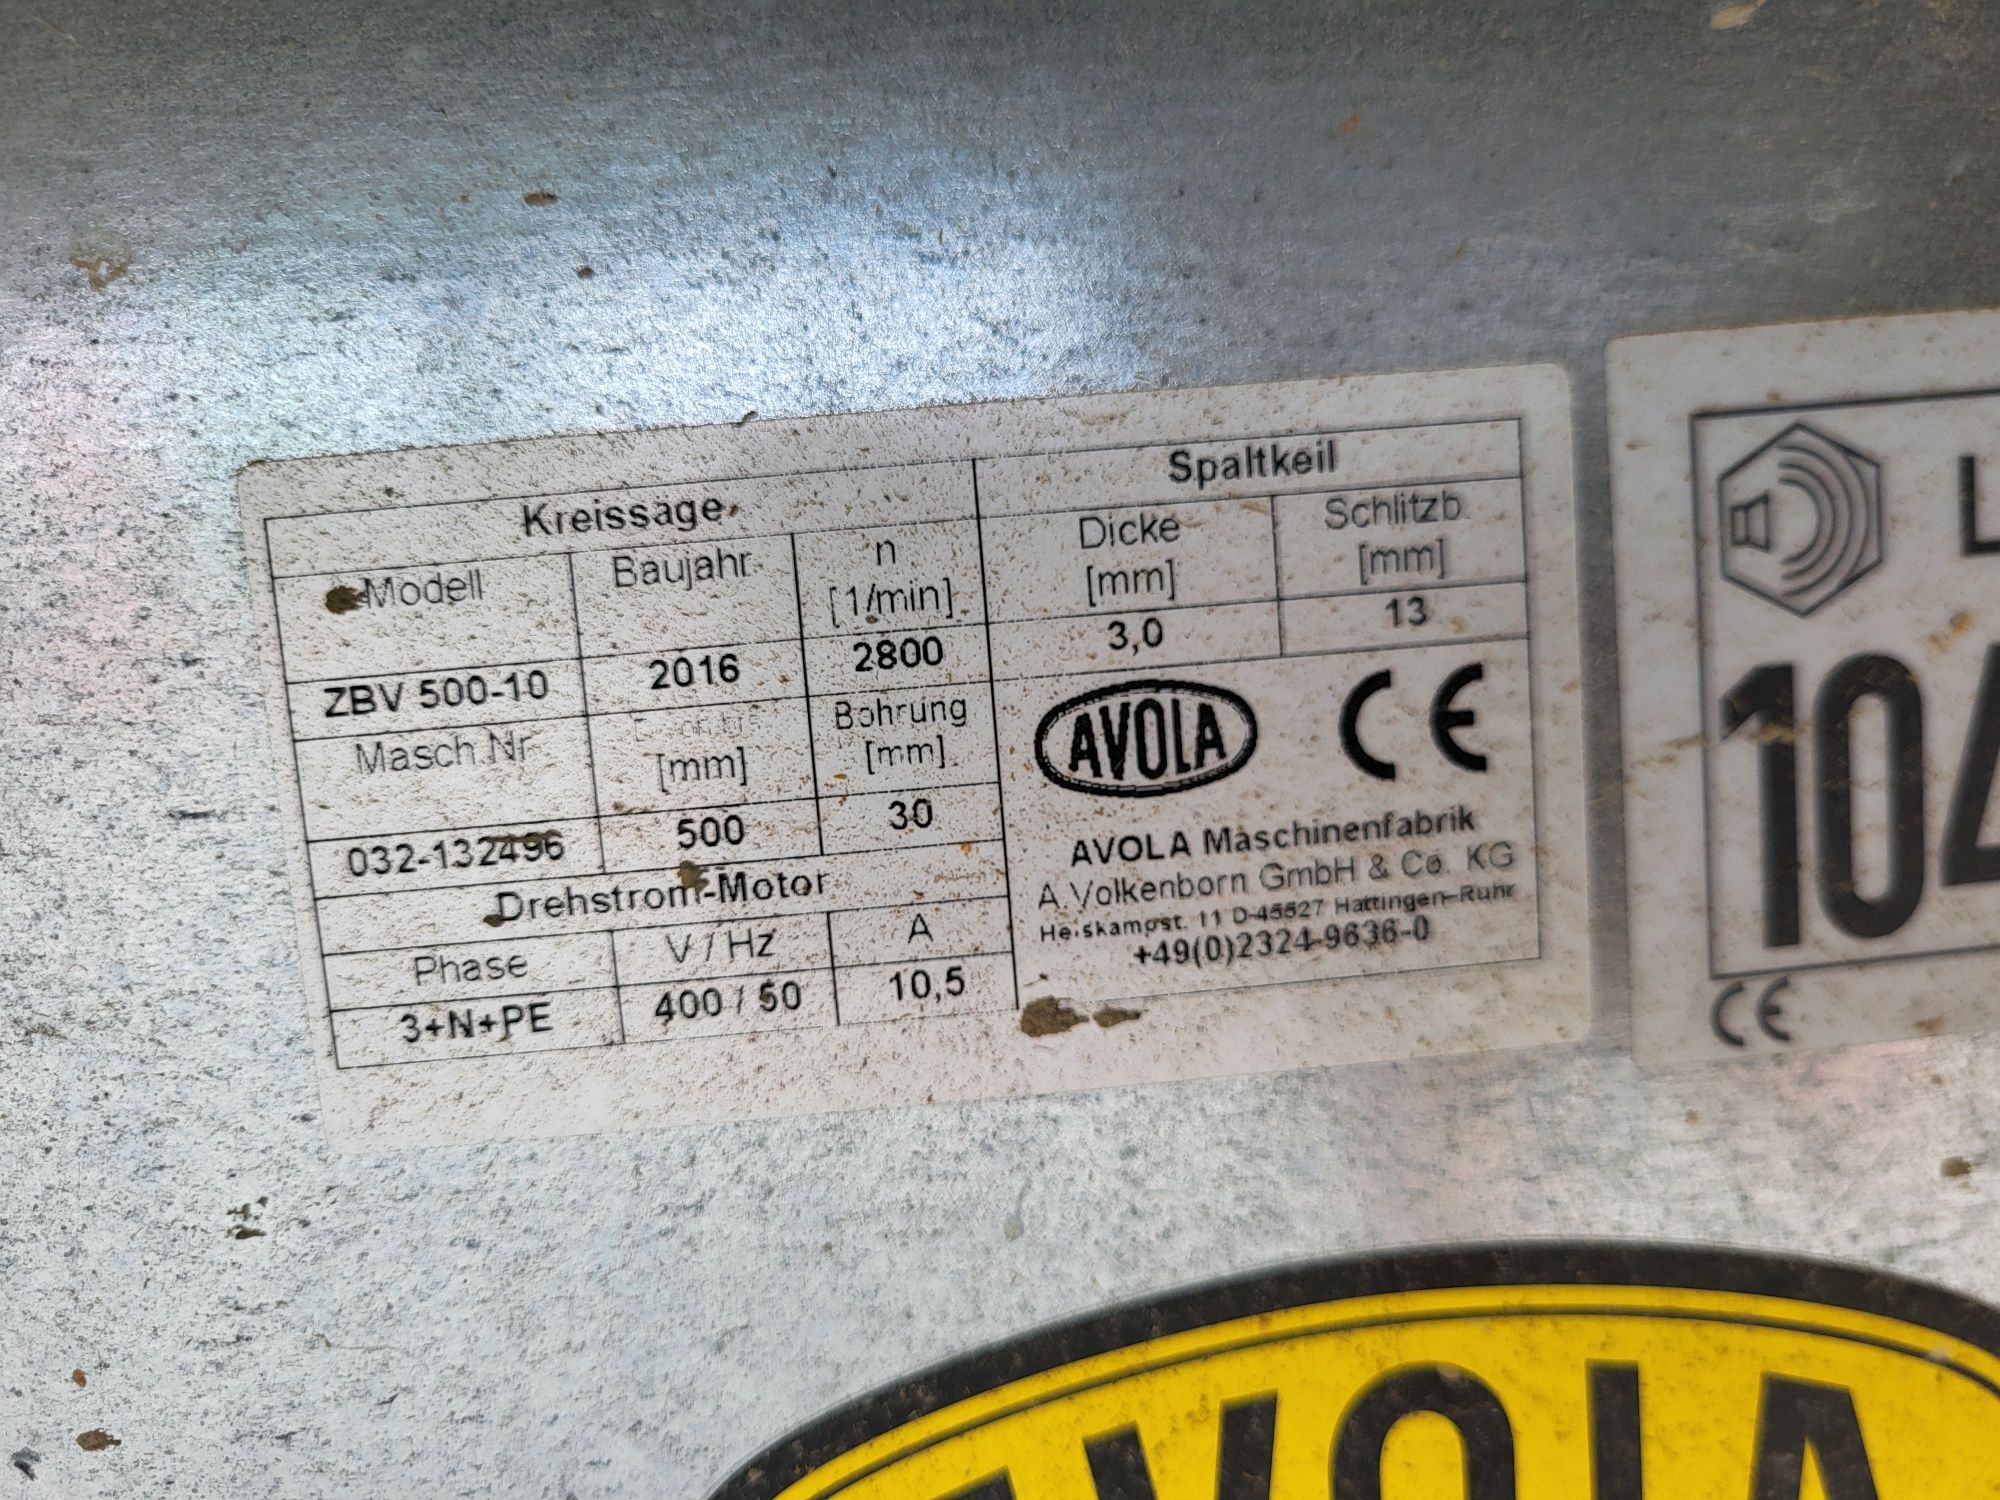 Kreissäge
Spaltkeil
Modell
Baujahr
n
[1/min]
Dicke
[mm]
Schlitzb.
[mm]
ZBV 500-10
2016
2800
3,0
13
Masch.Nr
[mm]
Bohrung
[mm]
032-132496
500
30
AVOLA
CE
Drehstrom-Motor
Phase
V / Hz
A
3+N+PE
400 / 50
10,5
AVOLA Maschinenfabrik
A.Volkenborn GmbH & Co. KG
Heiskampst. 11 D-45527 Hattingen-Ruhr
+49(0)2324-9636-0
L
104
CE
AVOLA